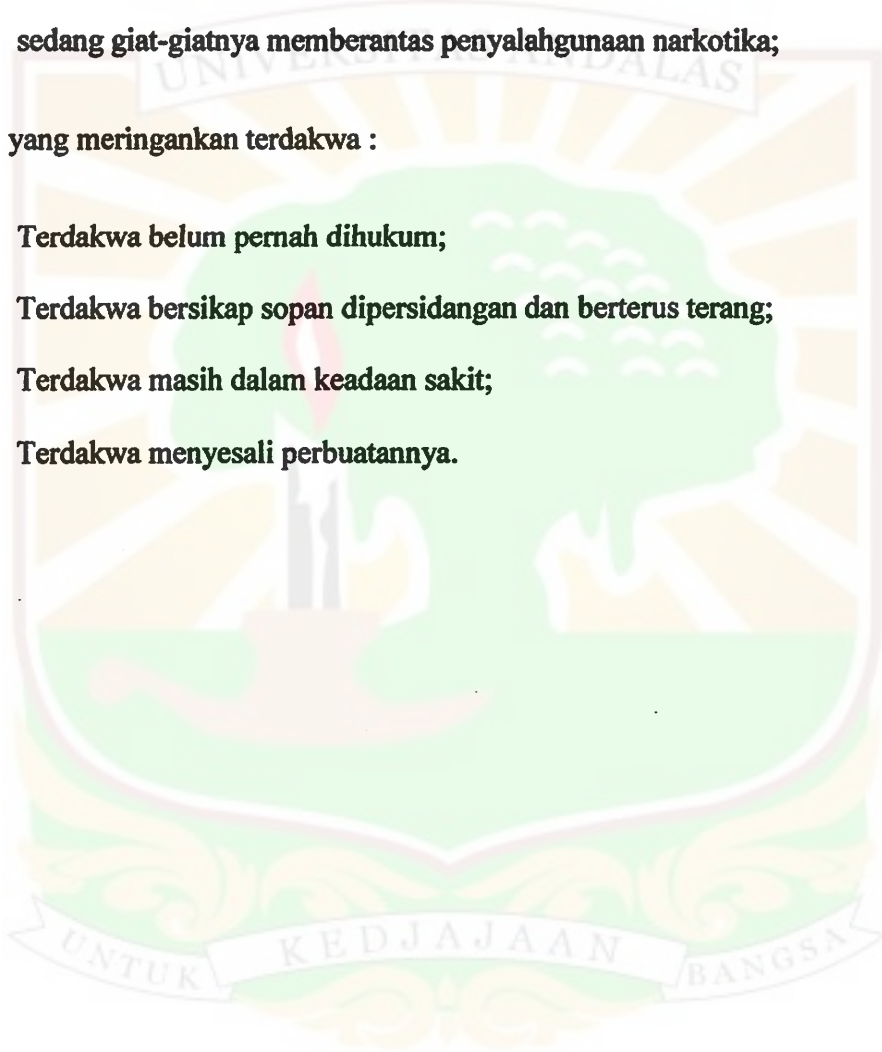 sedang giat-giatnya memberantas penyalahgunaan narkotika;
UNIVERSITAS ANDALAS
yang meringankan terdakwa :
Terdakwa belum pernah dihukum;
Terdakwa bersikap sopan dipersidangan dan berterus terang;
Terdakwa masih dalam keadaan sakit;
Terdakwa menyesali perbuatannya.
UNTUK KEDJAJAAN BANGSA